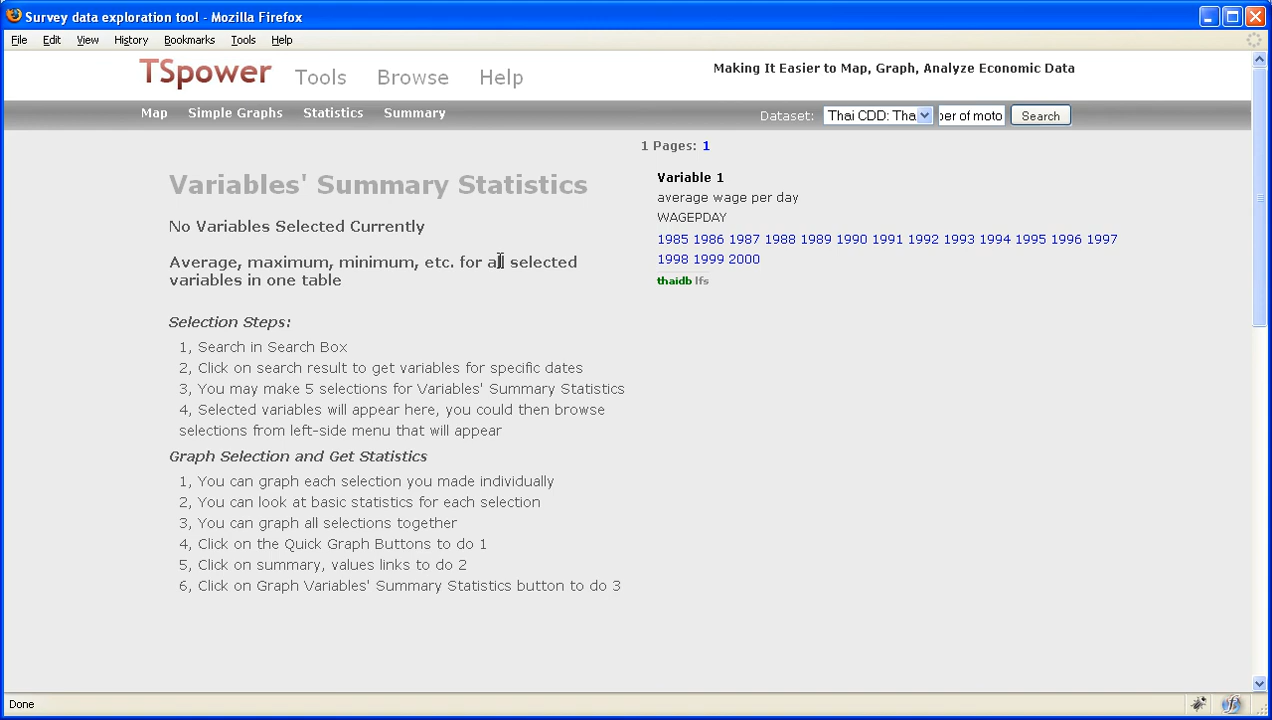 Survey data exploration tool - Mozilla Firefox
File Edit View History Bookmarks Tools Help
TSpower Tools Browse Help
Making It Easier to Map, Graph, Analyze Economic Data
Map Simple Graphs Statistics Summary
Dataset: Thai CDD: Tha ber of moto Search
1 Pages: 1
Variables' Summary Statistics
No Variables Selected Currently
Average, maximum, minimum, etc. for all selected
variables in one table
Selection Steps:
1, Search in Search Box
2, Click on search result to get variables for specific dates
3, You may make 5 selections for Variables' Summary Statistics
4, Selected variables will appear here, you could then browse
selections from left-side menu that will appear
Graph Selection and Get Statistics
1, You can graph each selection you made individually
2, You can look at basic statistics for each selection
3, You can graph all selections together
4, Click on the Quick Graph Buttons to do 1
5, Click on summary, values links to do 2
6, Click on Graph Variables' Summary Statistics button to do 3
Variable 1
average wage per day
WAGEPDAY
1985 1986 1987 1988 1989 1990 1991 1992 1993 1994 1995 1996 1997
1998 1999 2000
thaidb lfs
Done